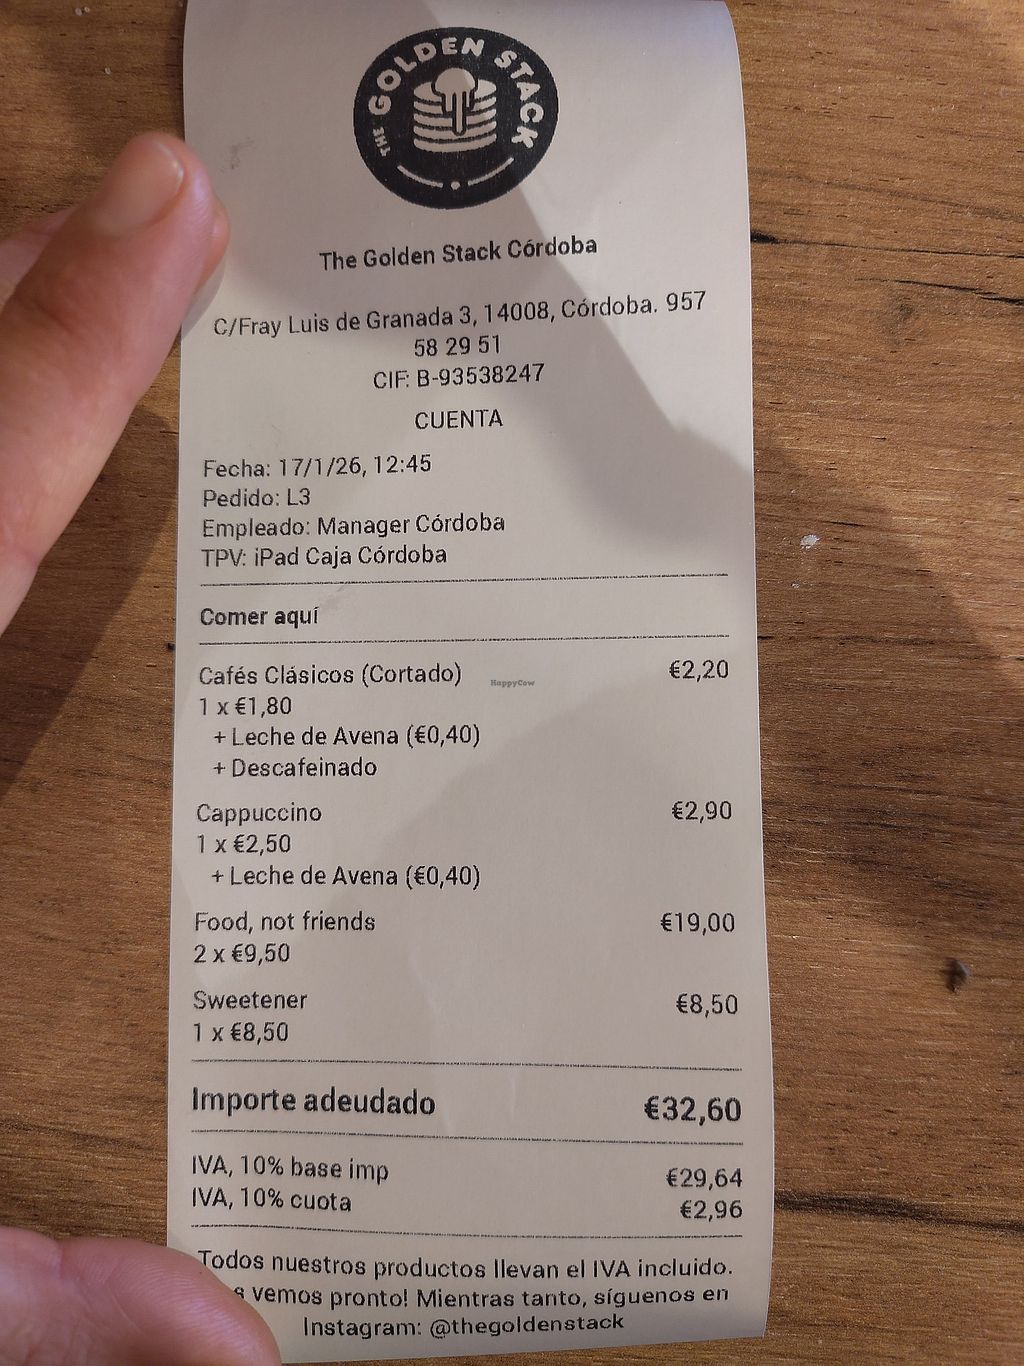 THE GOLDEN STACK
The Golden Stack Córdoba
C/Fray Luis de Granada 3, 14008, Córdoba. 957
58 29 51
CIF: B-93538247
CUENTA
Fecha: 17/1/26, 12:45
Pedido: L3
Empleado: Manager Córdoba
TPV: iPad Caja Córdoba
Comer aquí
Cafés Clásicos (Cortado) €2,20
1 x €1,80
+ Leche de Avena (€0,40)
+ Descafeinado
HappyCow
Cappuccino €2,90
1 x €2,50
+ Leche de Avena (€0,40)
Food, not friends €19,00
2 x €9,50
Sweetener €8,50
1 x €8,50
Importe adeudado €32,60
IVA, 10% base imp €29,64
IVA, 10% cuota €2,96
Todos nuestros productos llevan el IVA incluido.
vemos pronto! Mientras tanto, síguenos en
Instagram: @thegoldenstack